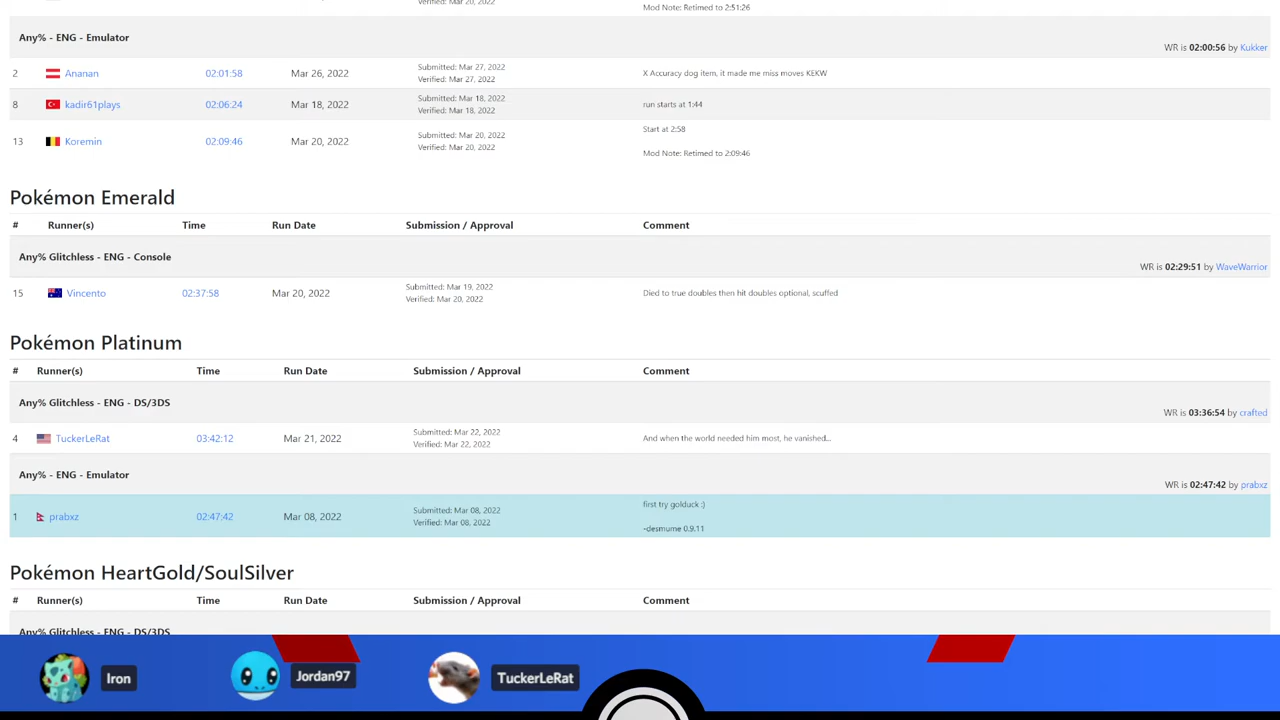 Verified: Mar 20, 2022
Mod Note: Retimed to 2:51:26
Any% - ENG - Emulator
WR is 02:00:56 by Kukker
2 Ananan 02:01:58 Mar 26, 2022 Submitted: Mar 27, 2022 X Accuracy dog item, it made me miss moves KEKW
Verified: Mar 27, 2022
8 kadir61plays 02:06:24 Mar 18, 2022 Submitted: Mar 18, 2022 run starts at 1:44
Verified: Mar 18, 2022
13 Koremin 02:09:46 Mar 20, 2022 Submitted: Mar 20, 2022 Start at 2:58
Verified: Mar 20, 2022 Mod Note: Retimed to 2:09:46
Pokémon Emerald
# Runner(s) Time Run Date Submission / Approval Comment
Any% Glitchless - ENG - Console
WR is 02:29:51 by WaveWarrior
15 Vincento 02:37:58 Mar 20, 2022 Submitted: Mar 19, 2022 Died to true doubles then hit doubles optional, scuffed
Verified: Mar 20, 2022
Pokémon Platinum
# Runner(s) Time Run Date Submission / Approval Comment
Any% Glitchless - ENG - DS/3DS
WR is 03:36:54 by crafted
4 TuckerLeRat 03:42:12 Mar 21, 2022 Submitted: Mar 22, 2022 And when the world needed him most, he vanished...
Verified: Mar 22, 2022
Any% - ENG - Emulator
WR is 02:47:42 by prabxz
1 prabxz 02:47:42 Mar 08, 2022 Submitted: Mar 08, 2022 first try golduck :)
Verified: Mar 08, 2022 -desmume 0.9.11
Pokémon HeartGold/SoulSilver
# Runner(s) Time Run Date Submission / Approval Comment
Any% Glitchless - ENG - DS/3DS
Iron Jordan97 TuckerLeRat